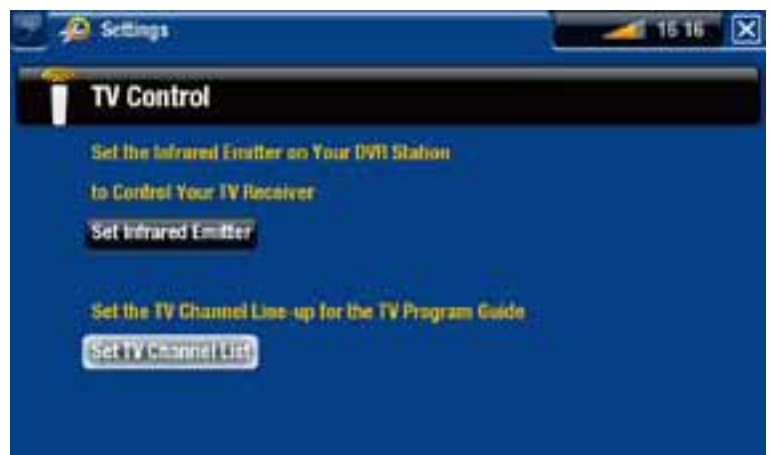 Settings
16 16
TV Control
Set the Infrared Emitter on Your DVR Station
to Control Your TV Receiver
Set Infrared Emitter
Set the TV Channel Line-up for the TV Program Guide
Set TV Channel List